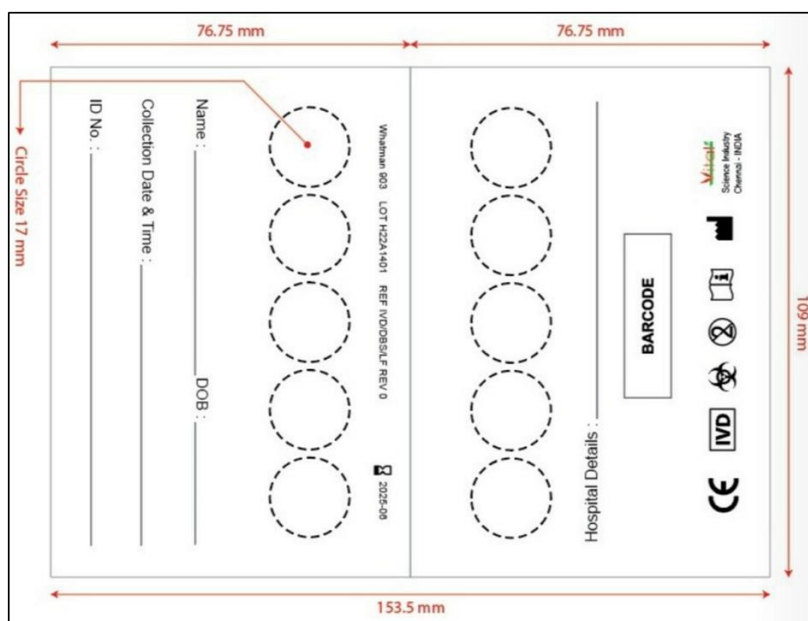 76.75 mm
76.75 mm
Circle Size 17 mm
109 mm
153.5 mm
Vital
Science Industry
Chennai - INDIA
IVD
CE
BARCODE
Hospital Details :
Whatman 903 LOT H22A1401 REF IVD/DBS/LF REV 0 2025-06
Name : DOB :
Collection Date & Time :
ID No. :